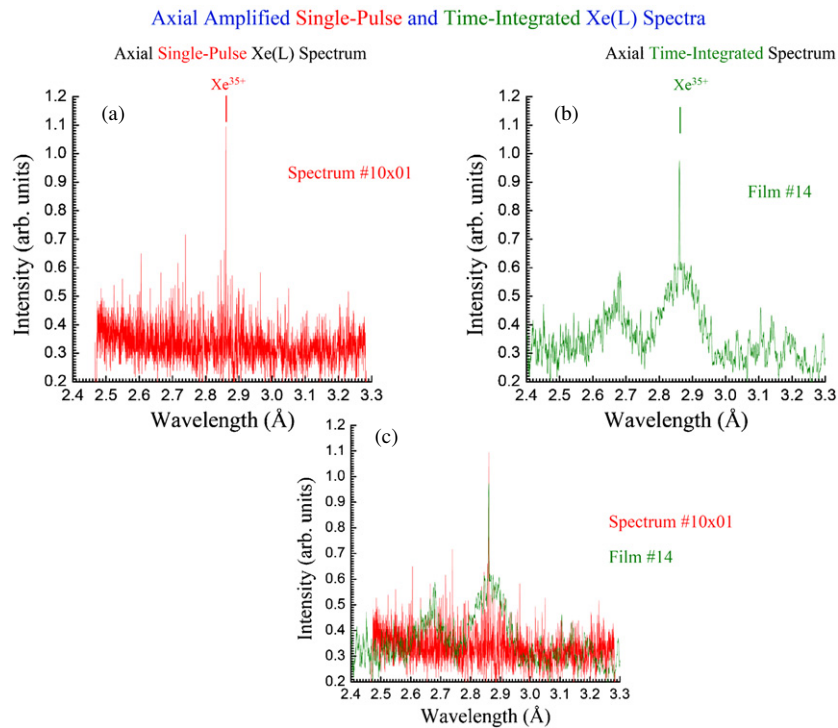 Axial Amplified Single-Pulse and Time-Integrated Xe(L) Spectra
Axial Single-Pulse Xe(L) Spectrum
Xe35+
(a)
Spectrum #10x01
1.2
1.1
1.0
0.9
0.8
0.7
0.6
0.5
0.4
0.3
0.2
Intensity (arb. units)
2.4 2.5 2.6 2.7 2.8 2.9 3.0 3.1 3.2 3.3
Wavelength (Å)
Axial Time-Integrated Spectrum
Xe35+
(b)
Film #14
1.2
1.1
1.0
0.9
0.8
0.7
0.6
0.5
0.4
0.3
0.2
Intensity (arb. units)
2.4 2.5 2.6 2.7 2.8 2.9 3.0 3.1 3.2 3.3
Wavelength (Å)
(c)
Spectrum #10x01
Film #14
1.2
1.1
1.0
0.9
0.8
0.7
0.6
0.5
0.4
0.3
0.2
Intensity (arb. units)
2.4 2.5 2.6 2.7 2.8 2.9 3.0 3.1 3.2 3.3
Wavelength (Å)